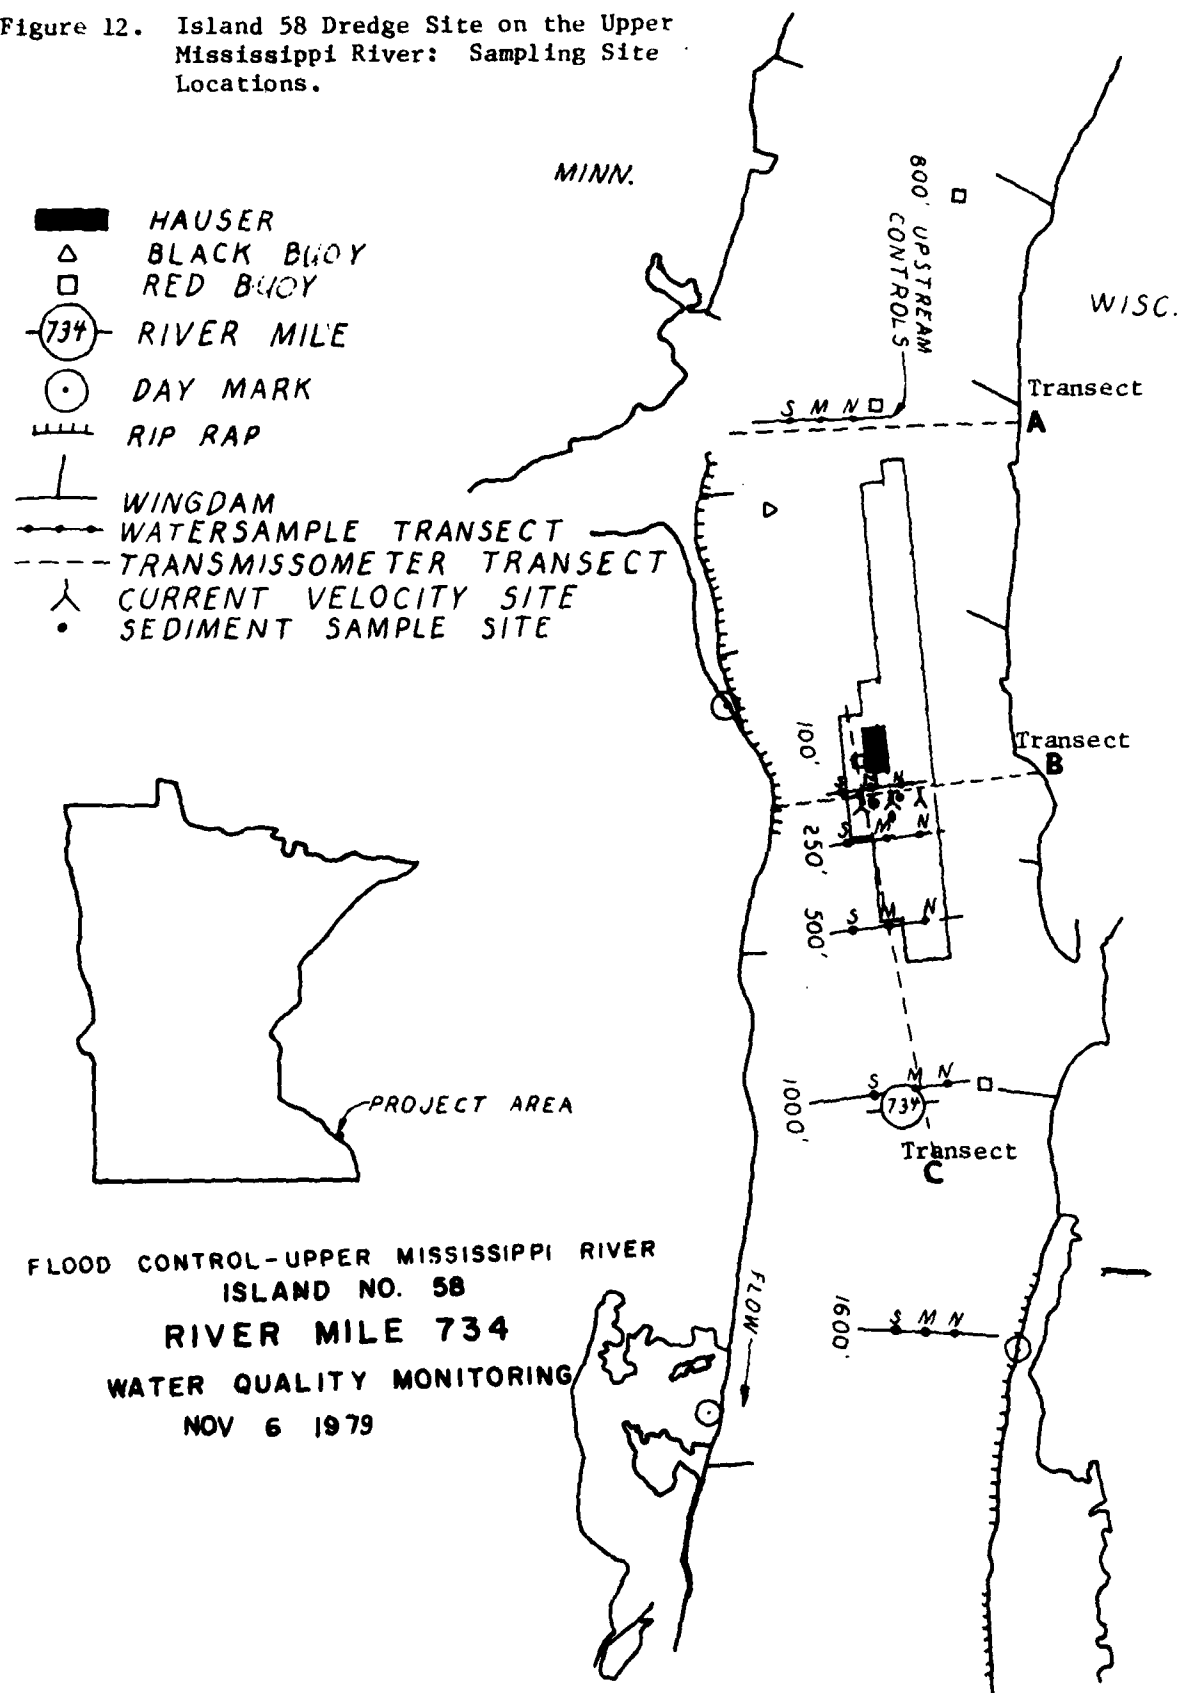 Figure 12. Island 58 Dredge Site on the Upper
Mississippi River: Sampling Site
Locations.
MINN.
WISC.
HAUSER
BLACK BUOY
RED BUOY
734 RIVER MILE
DAY MARK
RIP RAP
WINGDAM
WATERSAMPLE TRANSECT
TRANSMISSOMETER TRANSECT
CURRENT VELOCITY SITE
SEDIMENT SAMPLE SITE
800' UPSTREAM
CONTROLS
S M N
Transect
A
100'
Transect
B
S M N
250'
S M N
500'
S M N
1000'
S M N
734
Transect
C
PROJECT AREA
FLOW
1600'
S M N
FLOOD CONTROL-UPPER MISSISSIPPI RIVER
ISLAND NO. 58
RIVER MILE 734
WATER QUALITY MONITORING
NOV 6 1979